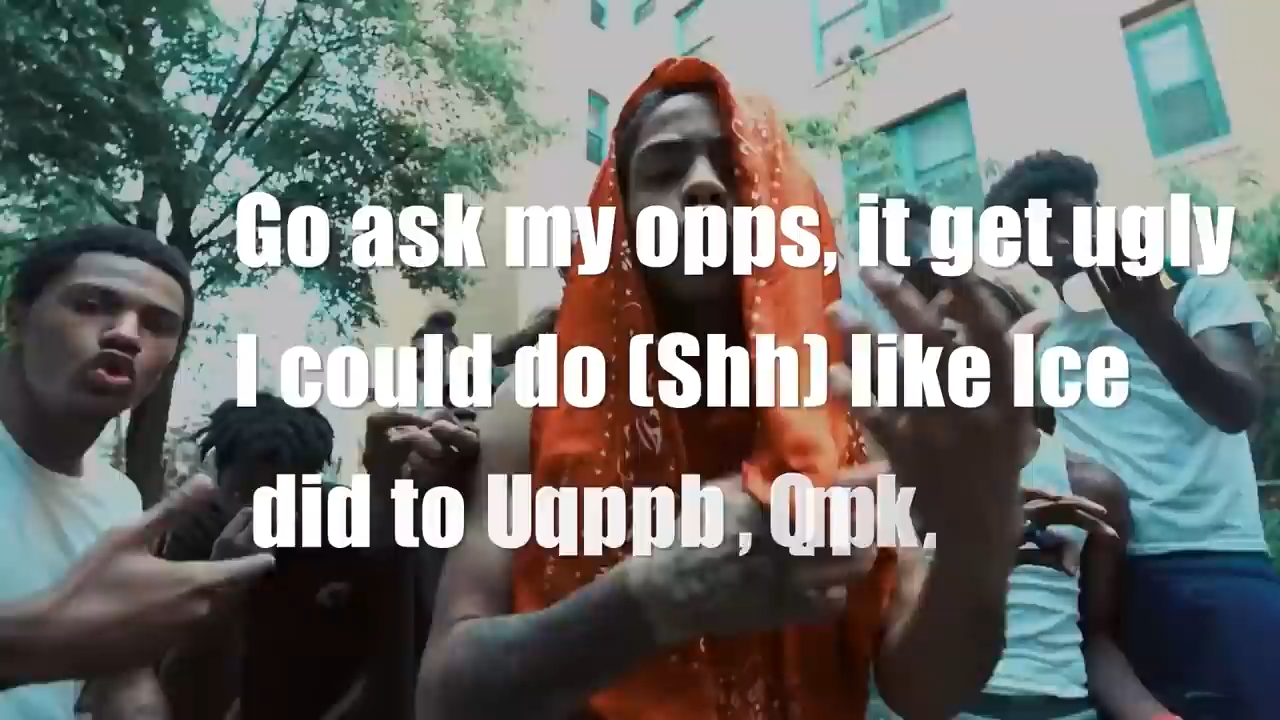 Go ask my opps, it get ugly
I could do (Shh) like Ice
did to Uqppb , Qpk.